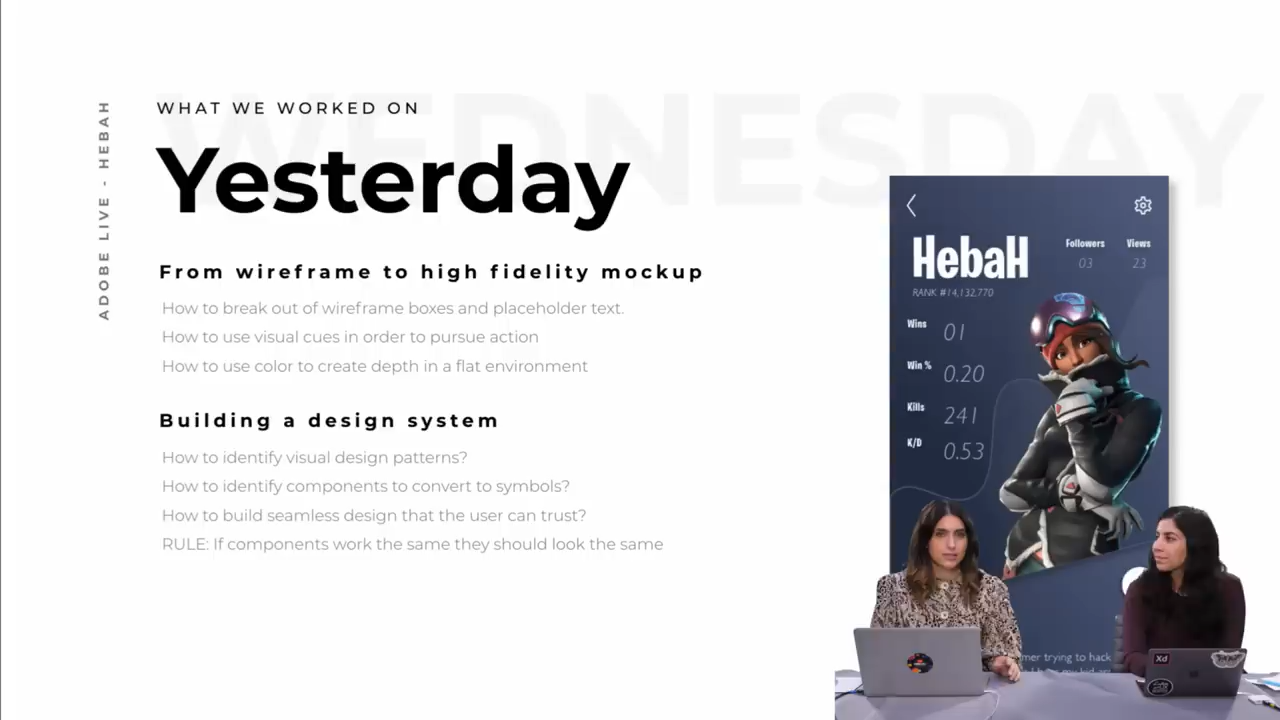 WEDNESDAY
ADOBE LIVE - HEBAH
WHAT WE WORKED ON
Yesterday
From wireframe to high fidelity mockup
How to break out of wireframe boxes and placeholder text.
How to use visual cues in order to pursue action
How to use color to create depth in a flat environment
Building a design system
How to identify visual design patterns?
How to identify components to convert to symbols?
How to build seamless design that the user can trust?
RULE: If components work the same they should look the same
HebaH
RANK #14,132,770
Followers Views
03 23
Wins 01
Win % 0.20
Kills 241
K/D 0.53
mer trying to hack
Xd